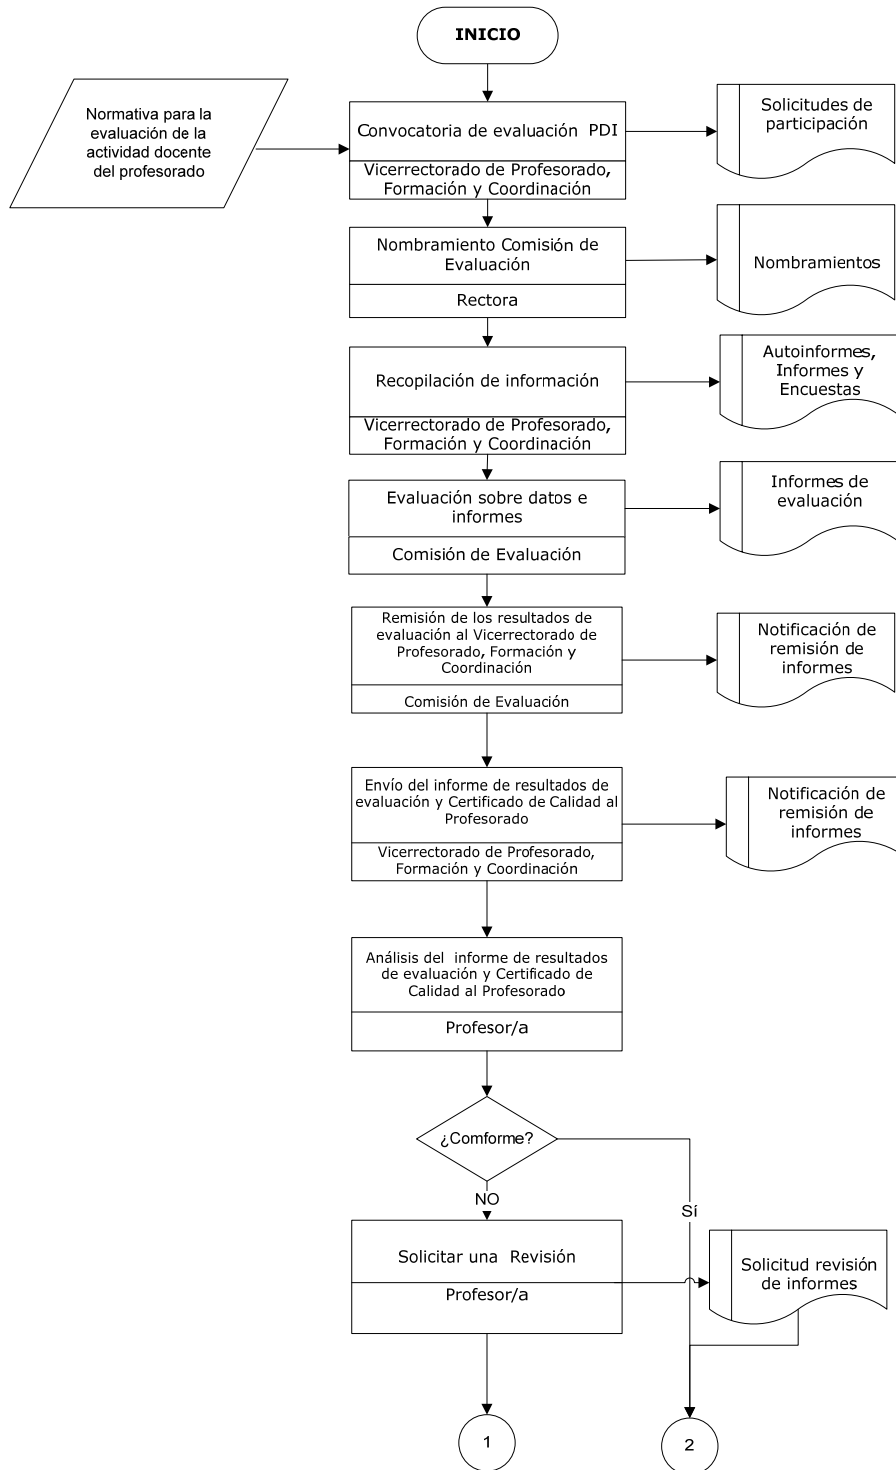 INICIO
Normativa para la
evaluación de la
actividad docente
del profesorado
Convocatoria de evaluación PDI
Vicerrectorado de Profesorado,
Formación y Coordinación
Solicitudes de
participación
Nombramiento Comisión de
Evaluación
Rectora
Nombramientos
Recopilación de información
Vicerrectorado de Profesorado,
Formación y Coordinación
Autoinformes,
Informes y
Encuestas
Evaluación sobre datos e
informes
Comisión de Evaluación
Informes de
evaluación
Remisión de los resultados de
evaluación al Vicerrectorado de
Profesorado, Formación y
Coordinación
Comisión de Evaluación
Notificación de
remisión de
informes
Envío del informe de resultados de
evaluación y Certificado de Calidad al
Profesorado
Vicerrectorado de Profesorado,
Formación y Coordinación
Notificación de
remisión de
informes
Análisis del informe de resultados
de evaluación y Certificado de
Calidad al Profesorado
Profesor/a
¿Comforme?
NO
Sí
Solicitar una Revisión
Profesor/a
Solicitud revisión
de informes
1
2